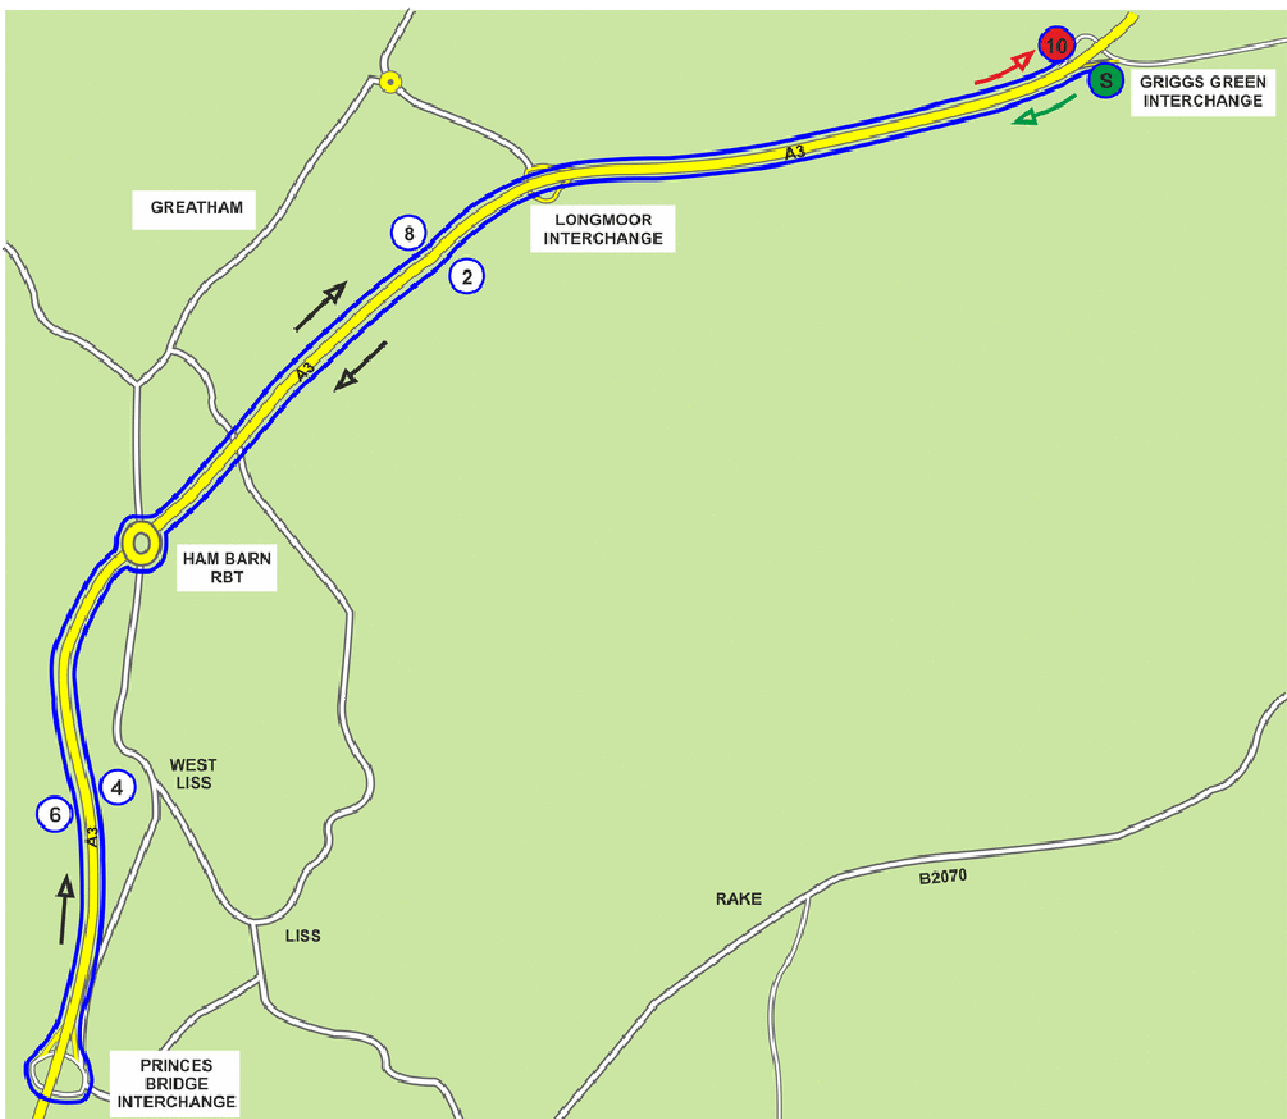 10
S
GRIGGS GREEN
INTERCHANGE
A3
GREATHAM
LONGMOOR
INTERCHANGE
8
2
A3
HAM BARN
RBT
WEST
LISS
4
6
A3
B2070
RAKE
LISS
PRINCES
BRIDGE
INTERCHANGE